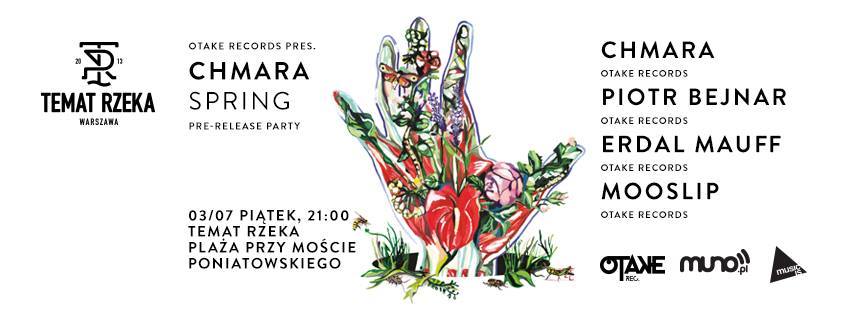 20 13
TEMAT RZEKA
WARSZAWA
OTAKE RECORDS PRES.
CHMARA
SPRING
PRE-RELEASE PARTY
03/07 PIĄTEK, 21:00
TEMAT RZEKA
PLAŻA PRZY MOŚCIE
PONIATOWSKIEGO
CHMARA
OTAKE RECORDS
PIOTR BEJNAR
OTAKE RECORDS
ERDAL MAUFF
OTAKE RECORDS
MOOSLIP
OTAKE RECORDS
OTAKE
REC.
muno.pl
music
is